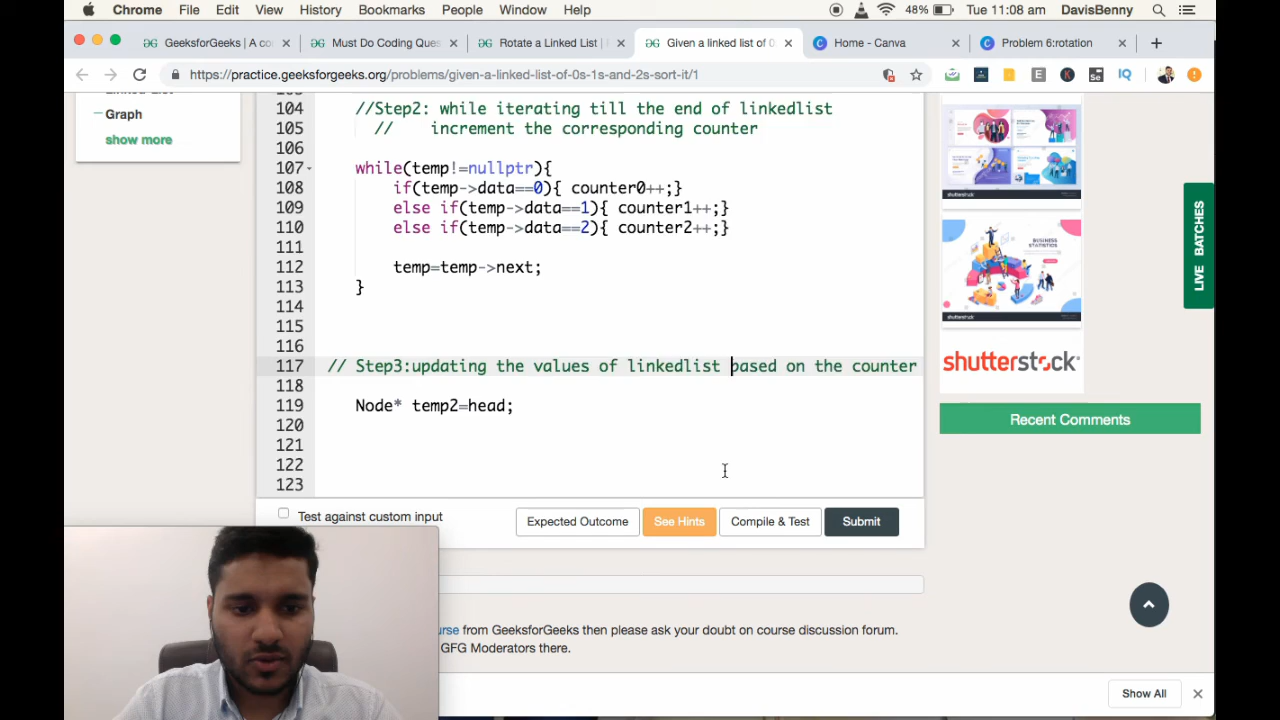 Chrome File Edit View History Bookmarks People Window Help 48% Tue 11:08 am DavisBenny
GeeksforGeeks | A co
Must Do Coding Ques
Rotate a Linked List |
Given a linked list of 0
Home - Canva
Problem 6:rotation
https://practice.geeksforgeeks.org/problems/given-a-linked-list-of-0s-1s-and-2s-sort-it/1
Graph
show more
104 //Step2: while iterating till the end of linkedlist
105 // increment the corresponding counter
106
107 while(temp!=nullptr){
108 if(temp->data==0){ counter0++;}
109 else if(temp->data==1){ counter1++;}
110 else if(temp->data==2){ counter2++;}
111
112 temp=temp->next;
113 }
114
115
116
117 // Step3:updating the values of linkedlist based on the counter
118
119 Node* temp2=head;
120
121
122
123
Test against custom input
Expected Outcome
See Hints
Compile & Test
Submit
urse from GeeksforGeeks then please ask your doubt on course discussion forum.
GFG Moderators there.
BUSINESS
STATISTICS
shutterstock
Recent Comments
LIVE BATCHES
Show All